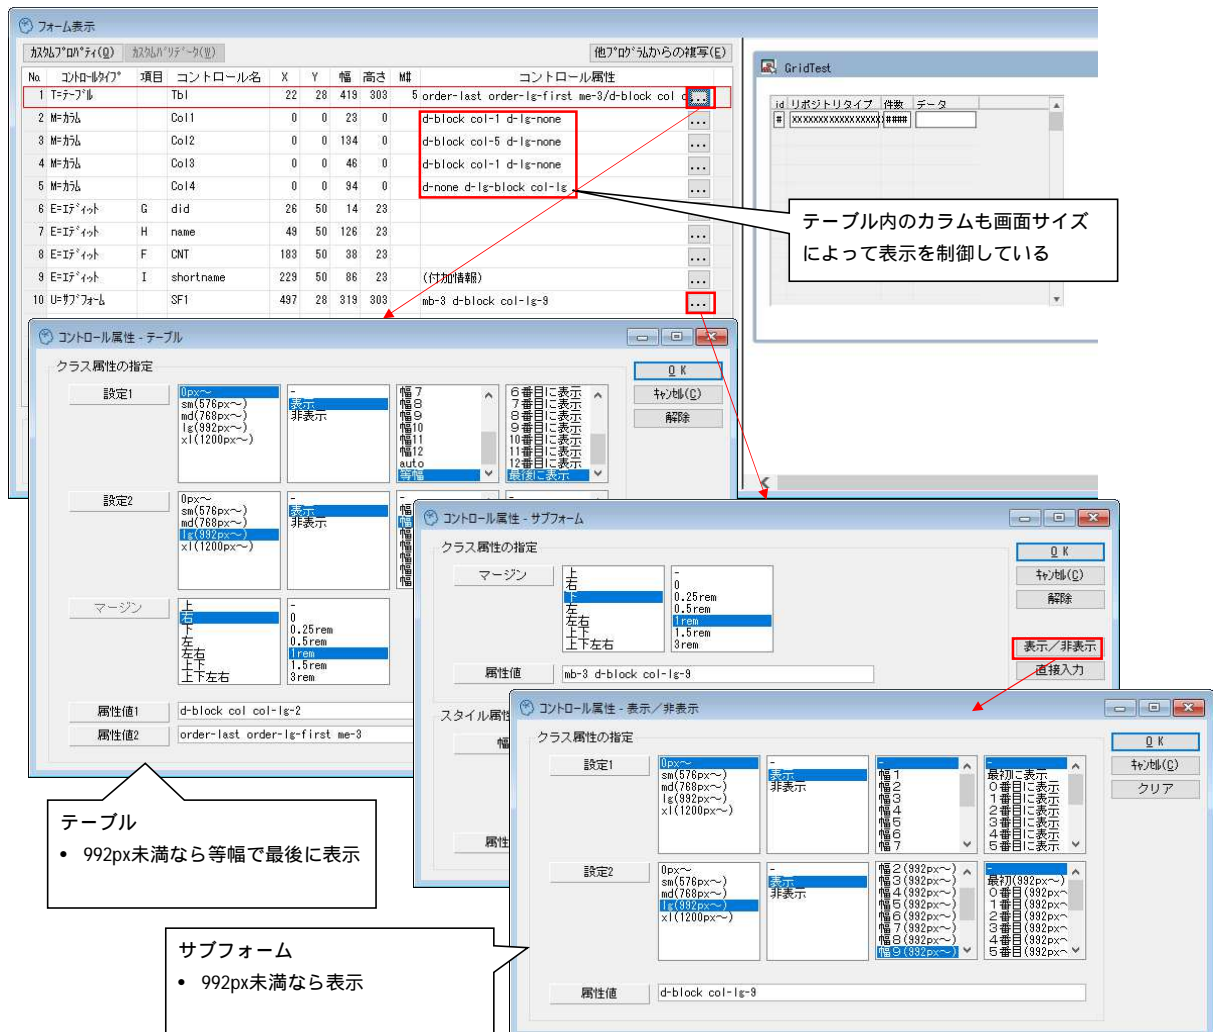 フォーム表示
カスタムプロパティ(Q) カスタムバリデータ(W) 他プログラムからの複写(E)
No. コントロールタイプ 項目 コントロール名 X Y 幅 高さ M# コントロール属性
1 T=テーブル Tbl 22 28 419 303 5 order-last order-lg-first me-3/d-block col c ...
2 M=カラム Col1 0 0 23 0 d-block col-1 d-lg-none ...
3 M=カラム Col2 0 0 134 0 d-block col-5 d-lg-none ...
4 M=カラム Col3 0 0 46 0 d-block col-1 d-lg-none ...
5 M=カラム Col4 0 0 94 0 d-none d-lg-block col-lg ...
6 E=エディット G did 26 50 14 23 ...
7 E=エディット H name 49 50 126 23 ...
8 E=エディット F CNT 183 50 38 23 ...
9 E=エディット I shortname 229 50 86 23 (付加情報) ...
10 U=サブフォーム SF1 497 28 319 303 mb-3 d-block col-lg-9 ...
GridTest
id リポジトリタイプ 件数 データ
# XXXXXXXXXXXXXXXXX ####
テーブル内のカラムも画面サイズ
によって表示を制御している
コントロール属性 - テーブル
クラス属性の指定
O K
キャンセル(C)
解除
設定1
0px～
sm(576px～)
md(768px～)
lg(992px～)
xl(1200px～)
-
表示
非表示
幅7
幅8
幅9
幅10
幅11
幅12
auto
等幅
6番目に表示
7番目に表示
8番目に表示
9番目に表示
10番目に表示
11番目に表示
12番目に表示
最後に表示
設定2
0px～
sm(576px～)
md(768px～)
lg(992px～)
xl(1200px～)
-
表示
非表示
マージン
上
右
下
左
左右
上下
上下左右
-
0
0.25rem
0.5rem
1rem
1.5rem
3rem
属性値1 d-block col col-lg-2
属性値2 order-last order-lg-first me-3
コントロール属性 - サブフォーム
クラス属性の指定
O K
キャンセル(C)
解除
表示／非表示
直接入力
マージン
上
右
下
左
左右
上下
上下左右
-
0
0.25rem
0.5rem
1rem
1.5rem
3rem
属性値 mb-3 d-block col-lg-9
スタイル属性
幅
属性
コントロール属性 - 表示／非表示
クラス属性の指定
O K
キャンセル(C)
クリア
設定1
0px～
sm(576px～)
md(768px～)
lg(992px～)
xl(1200px～)
-
表示
非表示
-
幅1
幅2
幅3
幅4
幅5
幅6
幅7
-
最初に表示
0番目に表示
1番目に表示
2番目に表示
3番目に表示
4番目に表示
5番目に表示
設定2
0px～
sm(576px～)
md(768px～)
lg(992px～)
xl(1200px～)
-
表示
非表示
幅2(992px～)
幅3(992px～)
幅4(992px～)
幅5(992px～)
幅6(992px～)
幅7(992px～)
幅8(992px～)
幅9(992px～)
-
最初(992px～)
0番目(992px～
1番目(992px～
2番目(992px～
3番目(992px～
4番目(992px～
5番目(992px～
属性値 d-block col-lg-9
テーブル
• 992px未満なら等幅で最後に表示
サブフォーム
• 992px未満なら表示